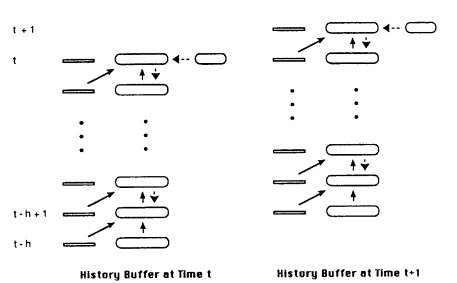 t + 1
t
t - h + 1
t - h
History Buffer at Time t
History Buffer at Time t+1